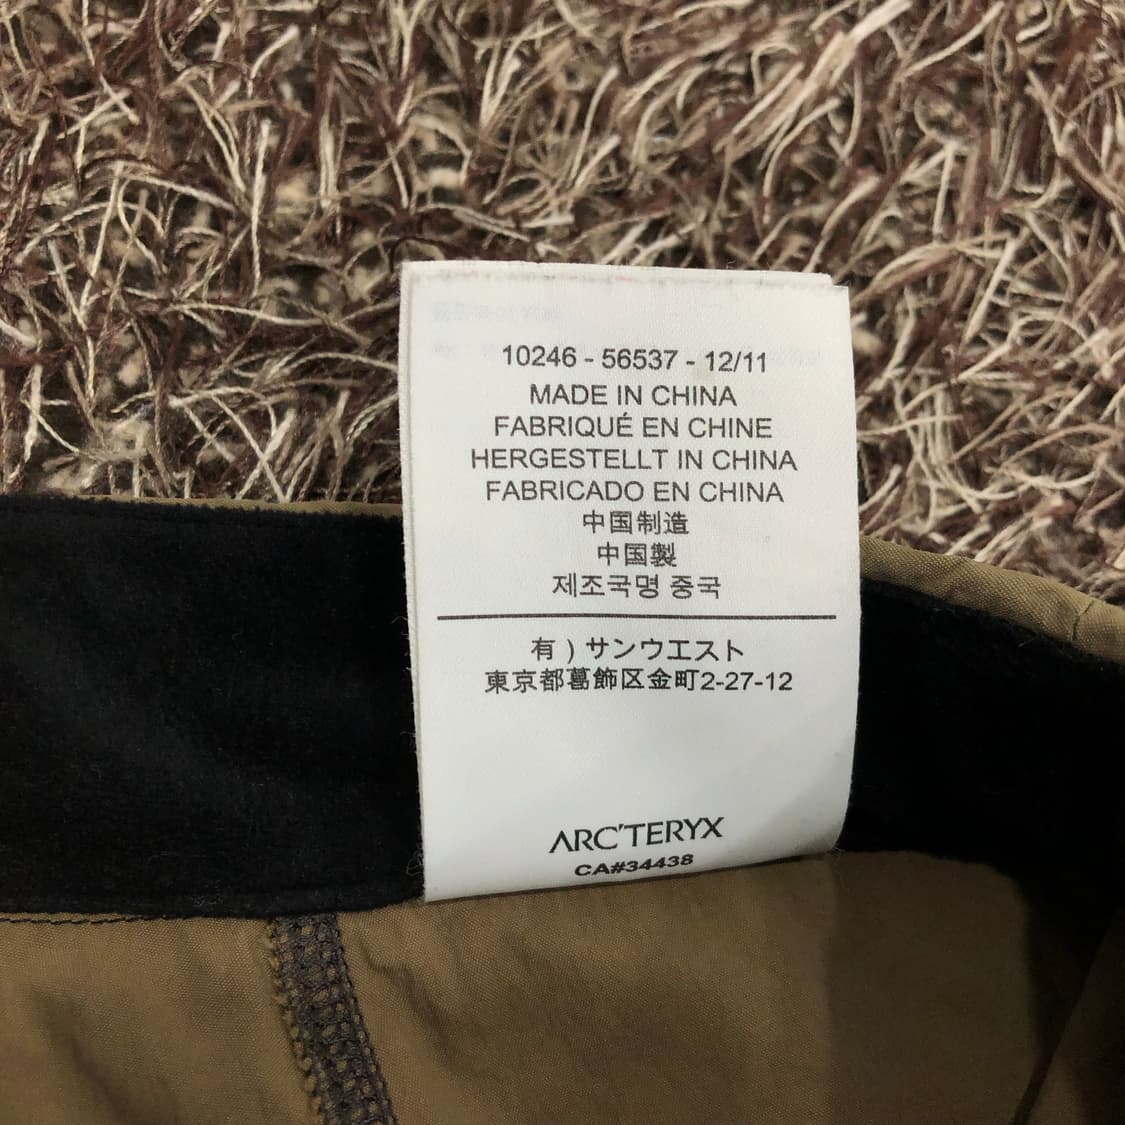 10246 - 56537 - 12/11
MADE IN CHINA
FABRIQUÉ EN CHINE
HERGESTELLT IN CHINA
FABRICADO EN CHINA
中国制造
中国製
제조국명 중국
有）サンウエスト
東京都葛飾区金町2-27-12
ARC'TERYX
CA#34438